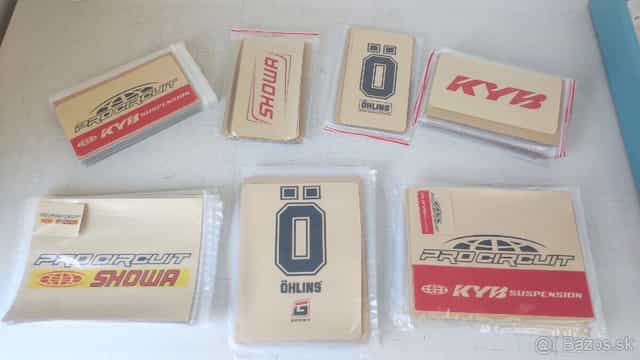 PRO CIRCUIT
KYB SUSPENSION
SHOWA
Ö
ÖHLINS
KYB
PRO CIRCUIT
SHOWA
Ö
ÖHLINS
G
PRO CIRCUIT
KYB SUSPENSION
© Bazos.sk